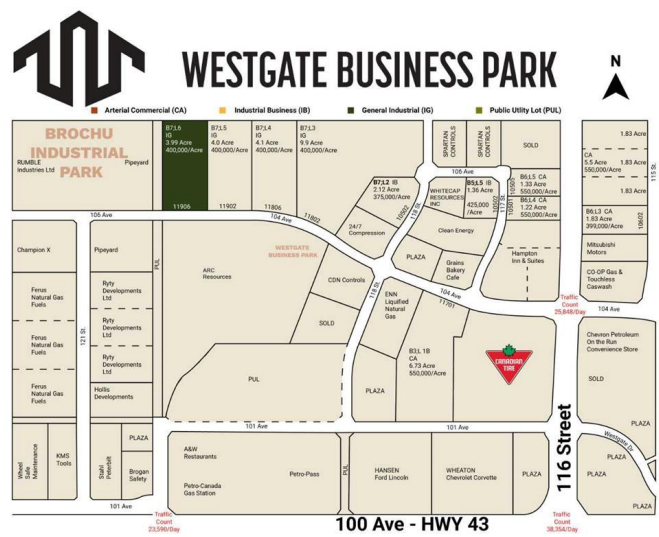 WESTGATE BUSINESS PARK
N
Arterial Commercial (CA)
Industrial Business (IB)
General Industrial (IG)
Public Utlity Lot (PUL)
BROCHU
INDUSTRIAL
PARK
RUMBLE
Industries Ltd
Pipeyard
B7;L6
IG
3.99 Acre
400,000/Acre
11906
B7;L5
IG
4.0 Acre
400,000/Acre
11902
B7;L4
IG
4.1 Acre
400,000/Acre
11806
B7;L3
IG
9.9 Acre
400,000/Acre
11802
SPARTAN
CONTROLS
SPARTAN
CONTROLS
SOLD
106 Ave
B7;L2 IB
2.12 Acre
375,000/Acre
10502
WHITECAP
RESOURCES
INC
B5;L5 IB
1.36 Acre
425,000
/Acre
10502
117 St.
10505
10501
B6;L5 CA
1.33 Acre
550,000/Acre
B6;L4 CA
1.22 Acre
550,000/Acre
1.83 Acre
CA
5.5 Acre
550,000/Acre
1.83 Acre
1.83 Acre
115 St.
B6;L3 CA
1.83 Acre
399,000/Acre
10602
Mitsubishi
Motors
CO-OP Gas &
Touchless
Caswash
106 Ave
104 Ave
118 St.
24/7
Compression
Clean Energy
PLAZA
Grains
Bakery
Cafe
Hampton
Inn & Suites
WESTGATE
BUSINESS PARK
Champion X
Pipeyard
PUL
ARC
Resources
CDN Controls
SOLD
118 St.
ENN
Liquified
Natural
Gas
104 Ave
11701
Traffic
Count
25,848/Day
104 Ave
Ferus
Natural Gas
Fuels
Ferus
Natural Gas
Fuels
Ferus
Natural Gas
Fuels
121 St.
Ryty
Developments
Ltd
Ryty
Developments
Ltd
Ryty
Developments
Ltd
Hollis
Developments
PUL
PLAZA
B3;L 1B
CA
6.73 Acre
550,000/Acre
CANADIAN
TIRE
Chevron Petroleum
On the Run
Convenience Store
SOLD
PLAZA
101 Ave
101 Ave
116 Street
Westgate Dr
PLAZA
PLAZA
Wheel
Safe
Maintenance
KMS
Tools
Stahl
Peterbilt
PLAZA
Brogan
Safety
A&W
Restaurants
Petro-Canada
Gas Station
Petro-Pass
PUL
HANSEN
Ford Lincoln
WHEATON
Chevrolet Corvette
PLAZA
101 Ave
Traffic
Count
23,590/Day
100 Ave - HWY 43
Traffic
Count
38,354/Day